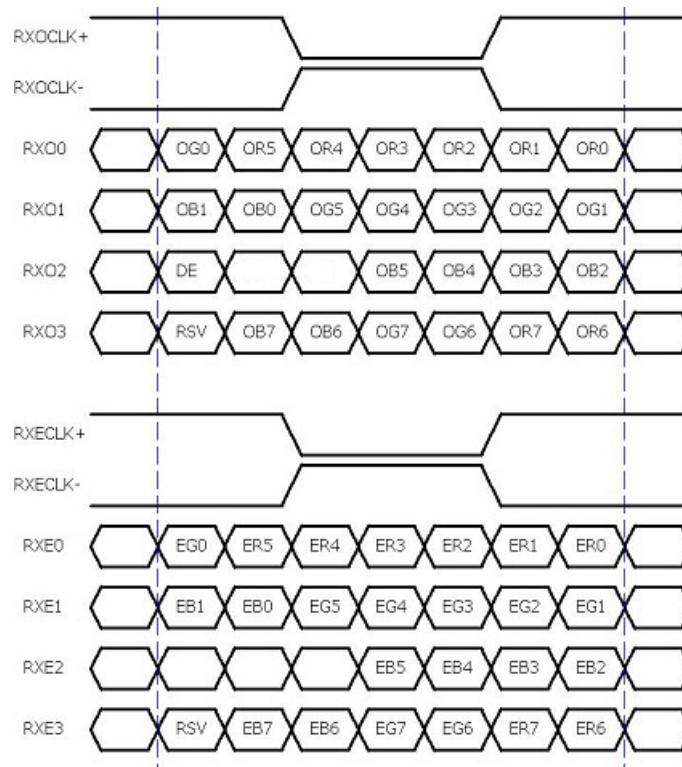 RXOCLK+
RXOCLK-
RXO0 OG0 OR5 OR4 OR3 OR2 OR1 OR0
RXO1 OB1 OB0 OG5 OG4 OG3 OG2 OG1
RXO2 DE OB5 OB4 OB3 OB2
RXO3 RSV OB7 OB6 OG7 OG6 OR7 OR6
RXECLK+
RXECLK-
RXE0 EG0 ER5 ER4 ER3 ER2 ER1 ER0
RXE1 EB1 EB0 EG5 EG4 EG3 EG2 EG1
RXE2 EB5 EB4 EB3 EB2
RXE3 RSV EB7 EB6 EG7 EG6 ER7 ER6